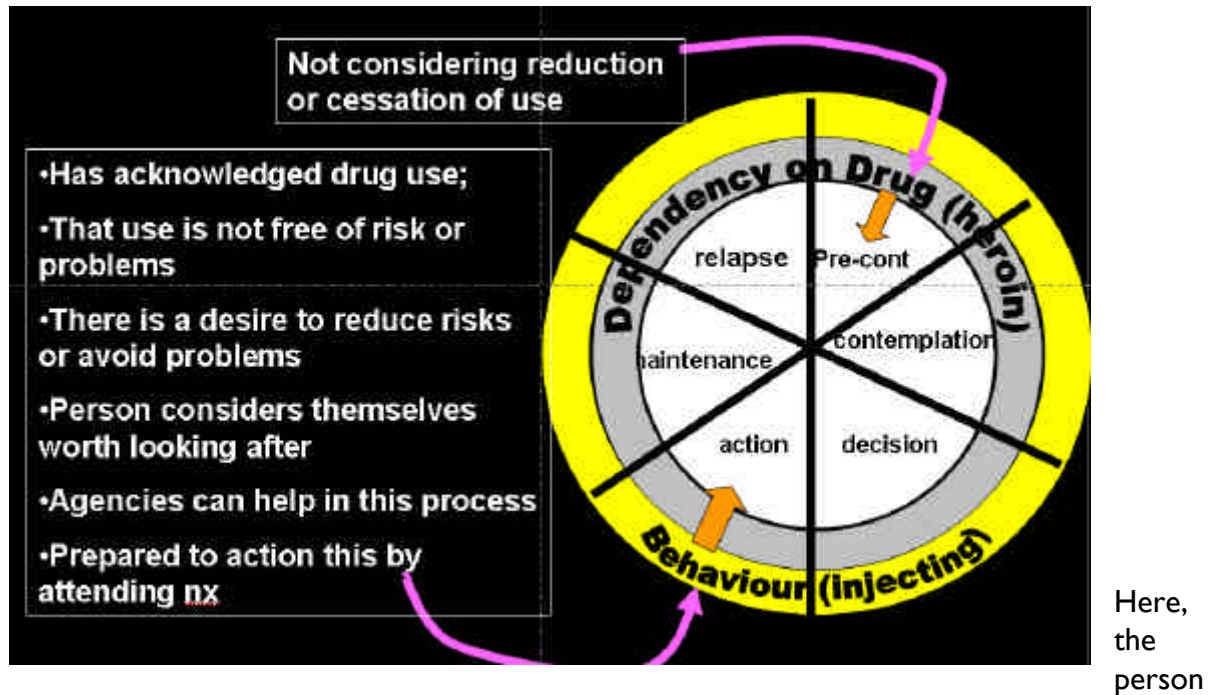 Not considering reduction
or cessation of use
•Has acknowledged drug use;
•That use is not free of risk or
problems
•There is a desire to reduce risks
or avoid problems
•Person considers themselves
worth looking after
•Agencies can help in this process
•Prepared to action this by
attending nx
Dependency on Drug (heroin)
relapse
Pre-cont
contemplation
maintenance
action
decision
Behaviour (injecting)
Here,
the
person